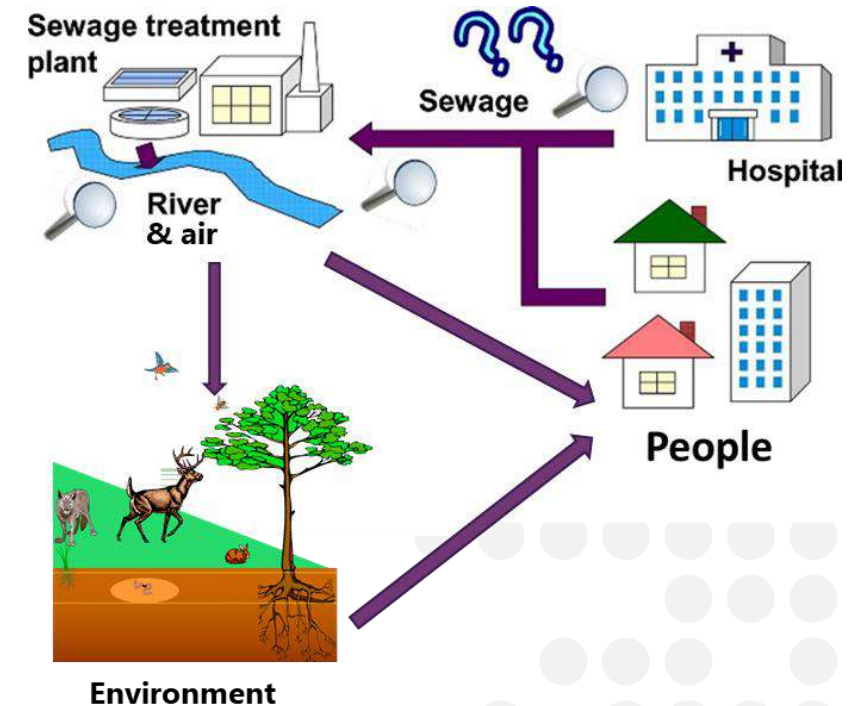 Sewage treatment
plant
Sewage
Hospital
River
& air
People
Environment